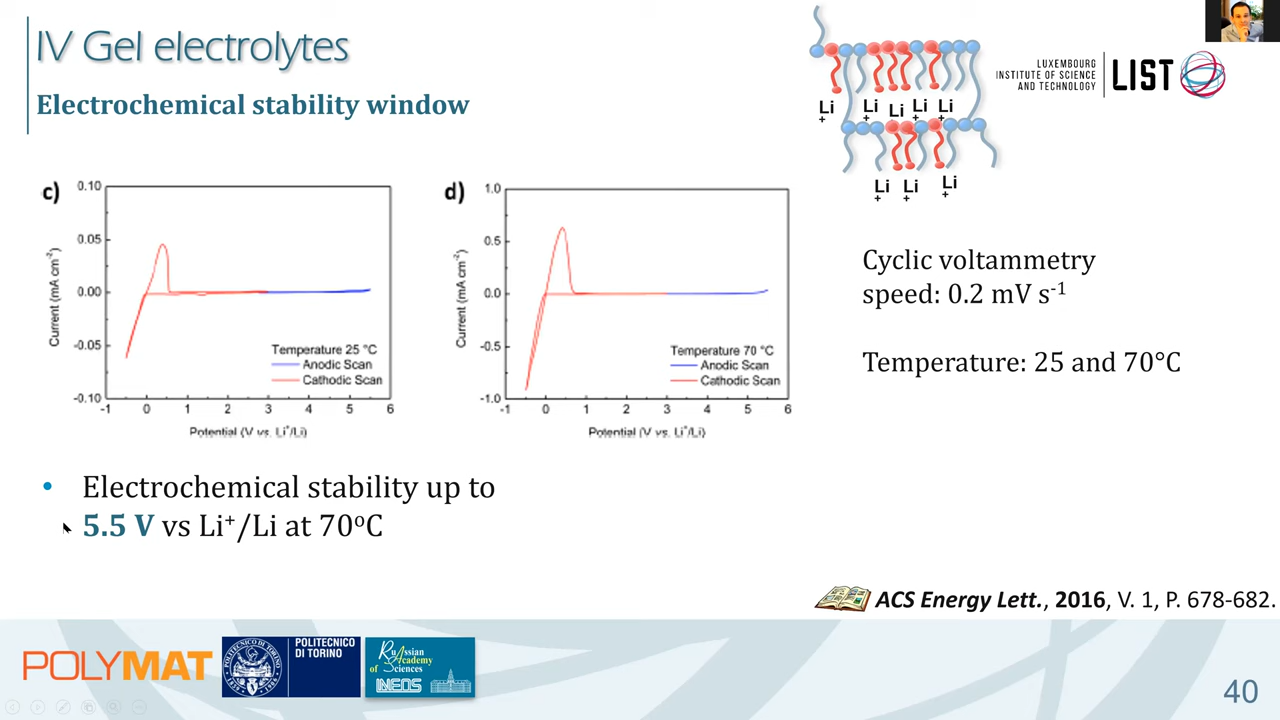 IV Gel electrolytes
Electrochemical stability window
LUXEMBOURG
INSTITUTE OF SCIENCE
AND TECHNOLOGY
LIST
Li Li Li Li Li
+ + + + +
Li Li Li
+ + +
c)
0.10
0.05
0.00
-0.05
-0.10
Current (mA cm⁻²)
Temperature 25 °C
Anodic Scan
Cathodic Scan
-1 0 1 2 3 4 5 6
Potential (V vs. Li⁺/Li)
d)
1.0
0.5
0.0
-0.5
-1.0
Current (mA cm⁻²)
Temperature 70 °C
Anodic Scan
Cathodic Scan
-1 0 1 2 3 4 5 6
Potential (V vs. Li⁺/Li)
Cyclic voltammetry
speed: 0.2 mV s⁻¹
Temperature: 25 and 70°C
• Electrochemical stability up to
5.5 V vs Li⁺/Li at 70ᵒC
ACS Energy Lett., 2016, V. 1, P. 678-682.
POLYMAT
POLITECNICO
DI TORINO
Russian
Academy
of Sciences
INEOS
40